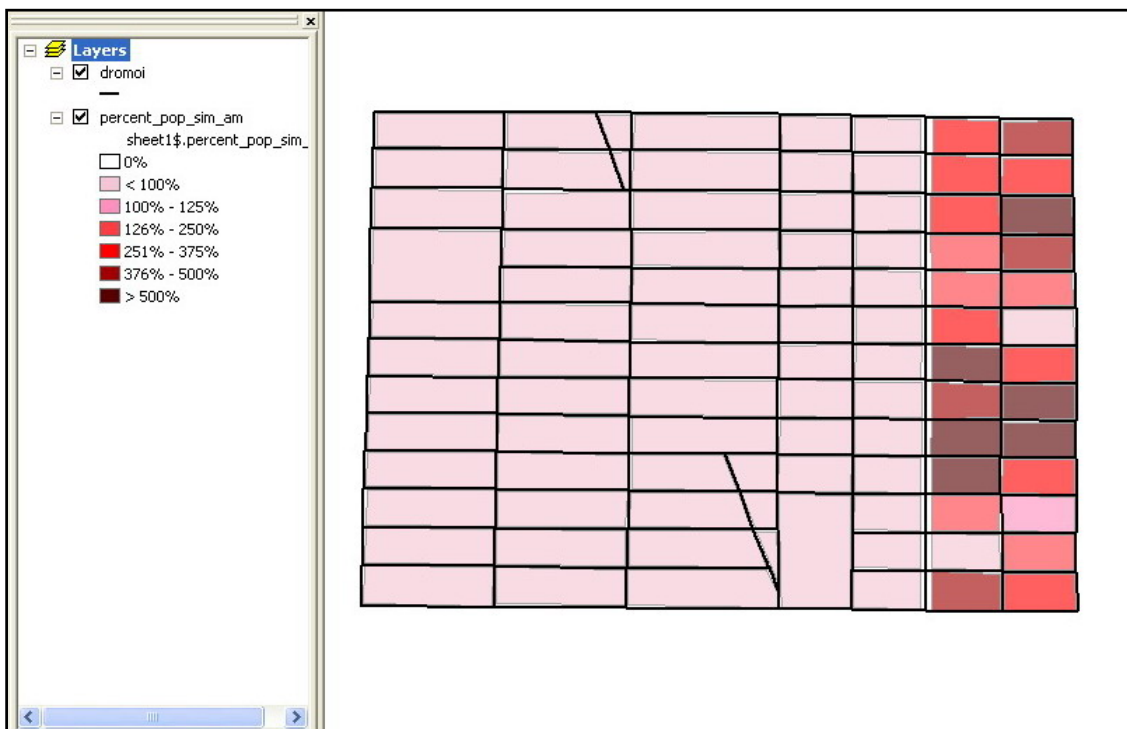 Layers
dromoi
percent_pop_sim_am
sheet1$.percent_pop_sim_
0%
< 100%
100% - 125%
126% - 250%
251% - 375%
376% - 500%
> 500%